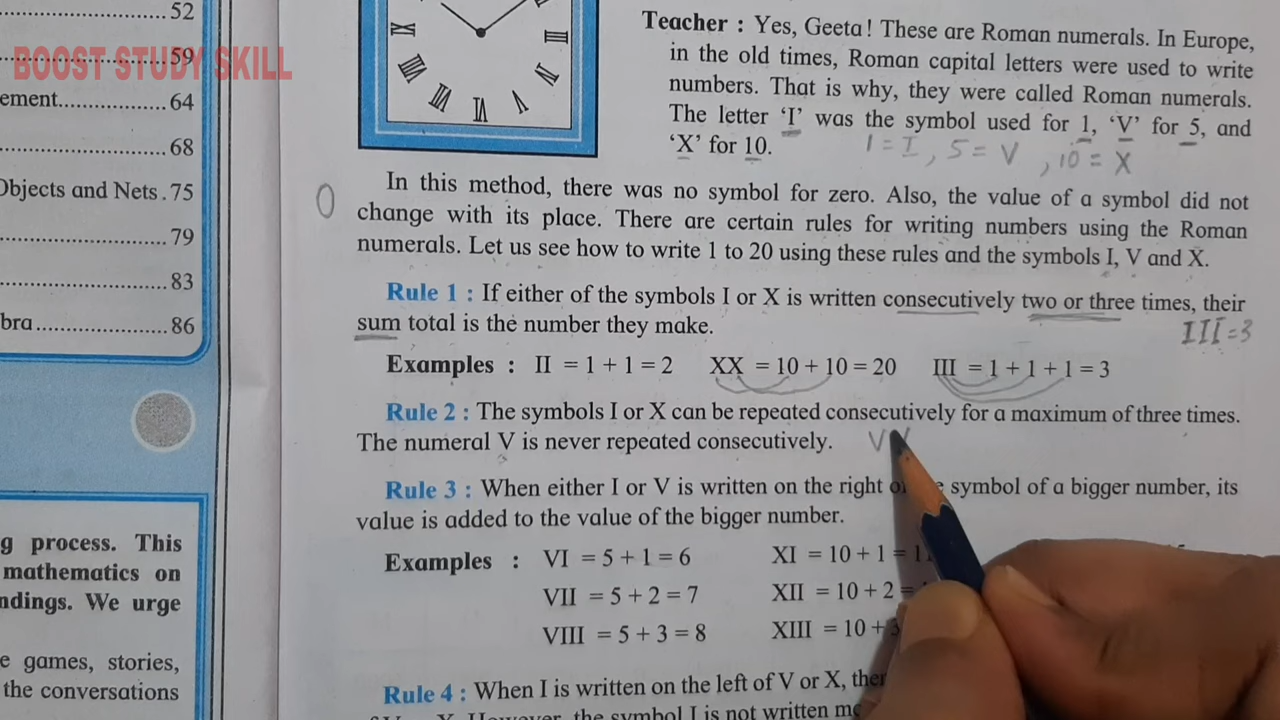 ................52
BOOST STUDY SKILL
................59
ement................64
................68
Objects and Nets .75
................79
................83
bra................86
g process. This
mathematics on
ndings. We urge
e games, stories,
the conversations
Teacher : Yes, Geeta! These are Roman numerals. In Europe,
in the old times, Roman capital letters were used to write
numbers. That is why, they were called Roman numerals.
The letter ‘I’ was the symbol used for 1, ‘V’ for 5, and
‘X’ for 10.
1 = I , 5 = V , 10 = X
0
In this method, there was no symbol for zero. Also, the value of a symbol did not
change with its place. There are certain rules for writing numbers using the Roman
numerals. Let us see how to write 1 to 20 using these rules and the symbols I, V and X.
Rule 1 : If either of the symbols I or X is written consecutively two or three times, their
sum total is the number they make.
III = 3
Examples : II = 1 + 1 = 2 XX = 10 + 10 = 20 III = 1 + 1 + 1 = 3
Rule 2 : The symbols I or X can be repeated consecutively for a maximum of three times.
The numeral V is never repeated consecutively. VV
Rule 3 : When either I or V is written on the right symbol of a bigger number, its
value is added to the value of the bigger number.
Examples : VI = 5 + 1 = 6 XI = 10 + 1 =
VII = 5 + 2 = 7 XII = 10 + 2 =
VIII = 5 + 3 = 8 XIII = 10 +
Rule 4 : When I is written on the left of V or X,
However, the symbol I is not written